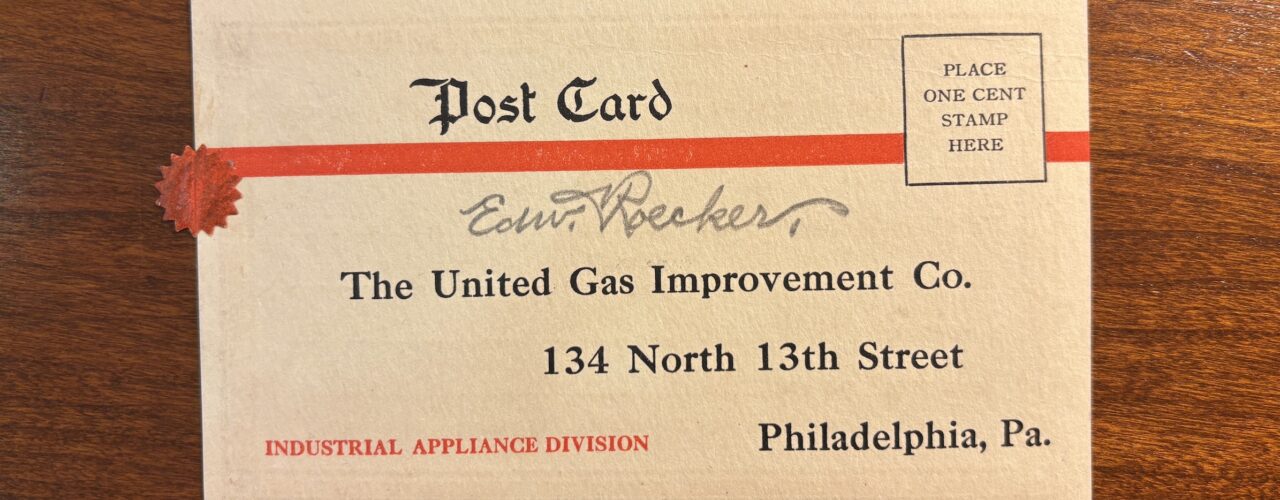 Post Card
PLACE
ONE CENT
STAMP
HERE
Edw. Roecker,
The United Gas Improvement Co.
134 North 13th Street
INDUSTRIAL APPLIANCE DIVISION
Philadelphia, Pa.